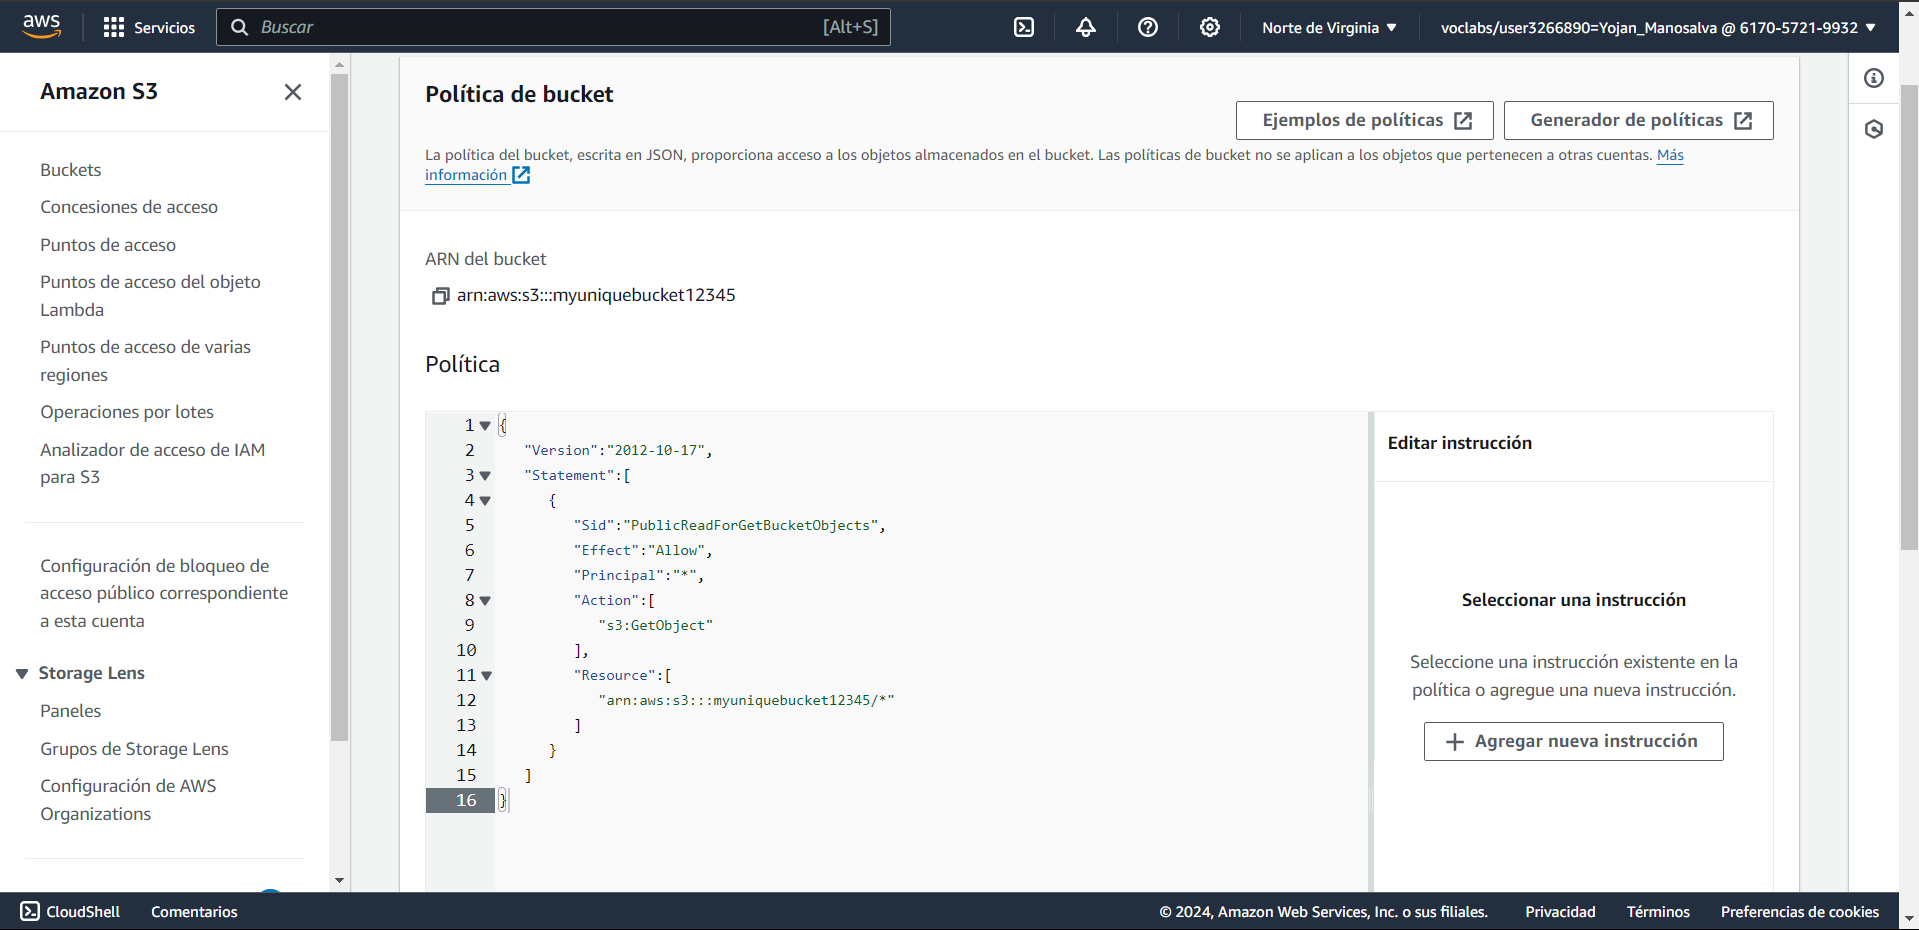 aws
Servicios
Buscar
[Alt+S]
Norte de Virginia
voclabs/user3266890=Yojan_Manosalva @ 6170-5721-9932
Amazon S3
Buckets
Concesiones de acceso
Puntos de acceso
Puntos de acceso del objeto
Lambda
Puntos de acceso de varias
regiones
Operaciones por lotes
Analizador de acceso de IAM
para S3
Configuración de bloqueo de
acceso público correspondiente
a esta cuenta
Storage Lens
Paneles
Grupos de Storage Lens
Configuración de AWS
Organizations
Política de bucket
Ejemplos de políticas
Generador de políticas
La política del bucket, escrita en JSON, proporciona acceso a los objetos almacenados en el bucket. Las políticas de bucket no se aplican a los objetos que pertenecen a otras cuentas. Más
información
ARN del bucket
arn:aws:s3:::myuniquebucket12345
Política
1 {
2 "Version":"2012-10-17",
3 "Statement":[
4 {
5 "Sid":"PublicReadForGetBucketObjects",
6 "Effect":"Allow",
7 "Principal":"*",
8 "Action":[
9 "s3:GetObject"
10 ],
11 "Resource":[
12 "arn:aws:s3:::myuniquebucket12345/*"
13 ]
14 }
15 ]
16 }
Editar instrucción
Seleccionar una instrucción
Seleccione una instrucción existente en la
política o agregue una nueva instrucción.
Agregar nueva instrucción
CloudShell
Comentarios
© 2024, Amazon Web Services, Inc. o sus filiales.
Privacidad
Términos
Preferencias de cookies